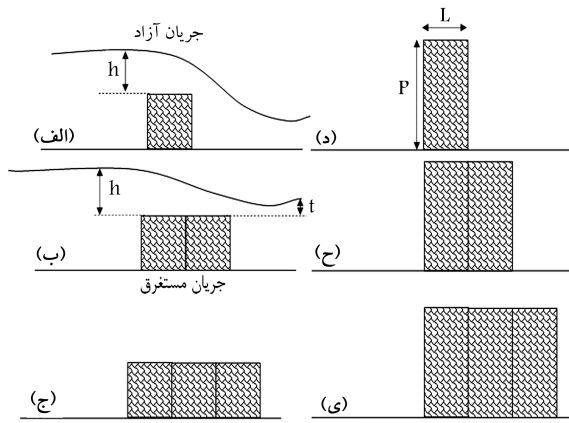 جریان آزاد
L
h
P
(الف)
(د)
h
t
(ب)
(ح)
جریان مستغرق
(ج)
(ی)